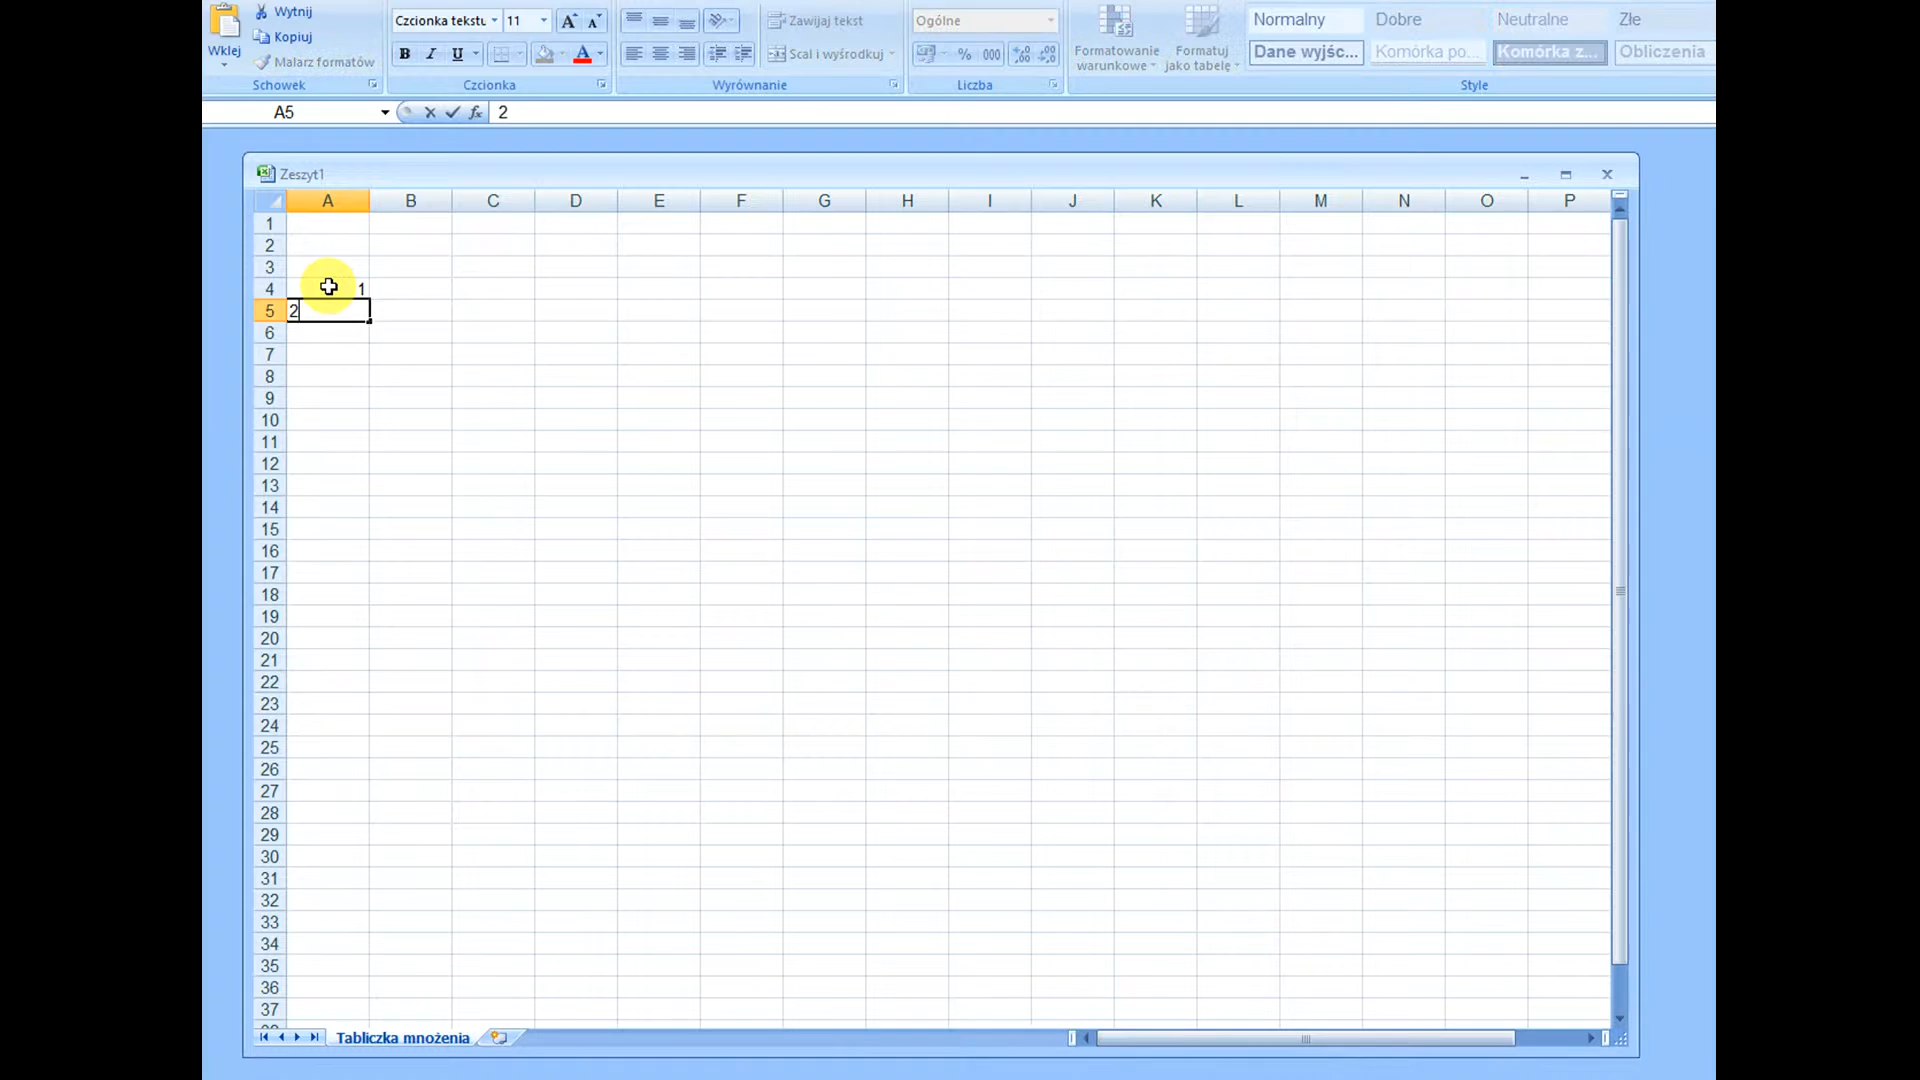 Wklej
Wytnij
Kopiuj
Malarz formatów
Schowek
Czcionka tekstu 11 A A
B I U A
Czcionka
Zawijaj tekst
Scal i wyśrodkuj
Wyrównanie
Ogólne
% 000 ,0 ,00 ,00 ,0
Liczba
Formatowanie warunkowe
Formatuj jako tabelę
Normalny Dobre Neutralne Złe
Dane wyjśc... Komórka po... Komórka z... Obliczenia
Style
A5 fx 2
Zeszyt1
A B C D E F G H I J K L M N O P
1
2
3
4 1
5 2
6
7
8
9
10
11
12
13
14
15
16
17
18
19
20
21
22
23
24
25
26
27
28
29
30
31
32
33
34
35
36
37
Tabliczka mnożenia